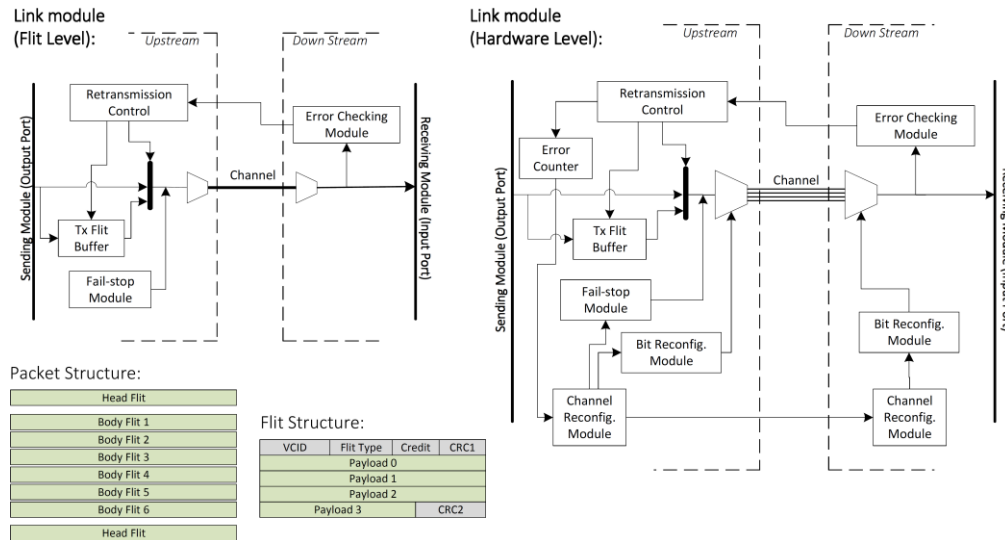 Link module
(Flit Level):
Upstream
Down Stream
Retransmission
Control
Error Checking
Module
Channel
Tx Flit
Buffer
Fail-stop
Module
Sending Module (Output Port)
Receiving Module (Input Port)
Link module
(Hardware Level):
Upstream
Down Stream
Retransmission
Control
Error Checking
Module
Error
Counter
Channel
Tx Flit
Buffer
Fail-stop
Module
Bit Reconfig.
Module
Bit Reconfig.
Module
Channel
Reconfig.
Module
Channel
Reconfig.
Module
Sending Module (Output Port)
Packet Structure:
Head Flit
Body Flit 1
Body Flit 2
Body Flit 3
Body Flit 4
Body Flit 5
Body Flit 6
Head Flit
Flit Structure:
VCID Flit Type Credit CRC1
Payload 0
Payload 1
Payload 2
Payload 3 CRC2